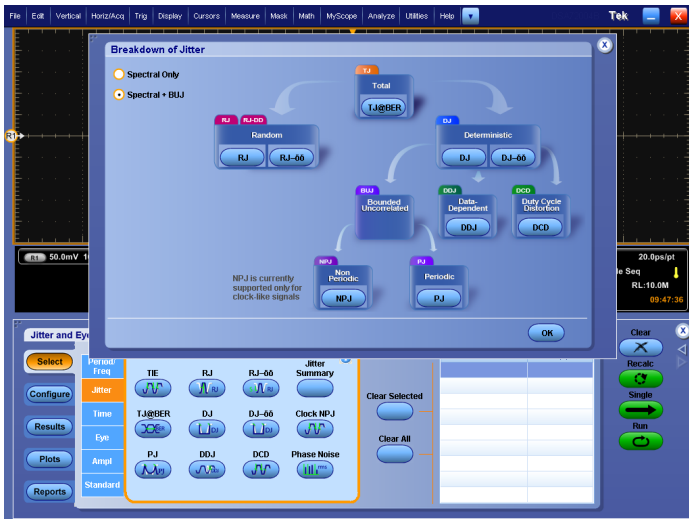 File Edit Vertical Horiz/Acq Trig Display Cursors Measure Mask Math MyScope Analyze Utilities Help Tek X
Breakdown of Jitter X
Spectral Only
Spectral + BUJ
TJ
Total
TJ@BER
RJ RJ-DD
Random
RJ RJ-δδ
DJ
Deterministic
DJ DJ-δδ
BUJ
Bounded
Uncorrelated
DDJ
Data-
Dependent
DDJ
DCD
Duty Cycle
Distortion
DCD
NPJ
Non
Periodic
NPJ
PJ
Periodic
PJ
NPJ is currently
supported only for
clock-like signals
OK
R1
R1 50.0mV
20.0ps/pt
Seq
RL:10.0M
09:47:36
Jitter and
Select
Configure
Results
Plots
Reports
Period/
Freq
Jitter
Time
Eye
Ampl
Standard
TIE RJ RJ-δδ Jitter
Summary
TJ@BER DJ DJ-δδ Clock NPJ
PJ DDJ DCD Phase Noise
Clear Selected
Clear All
Clear X
Recalc
Single
Run